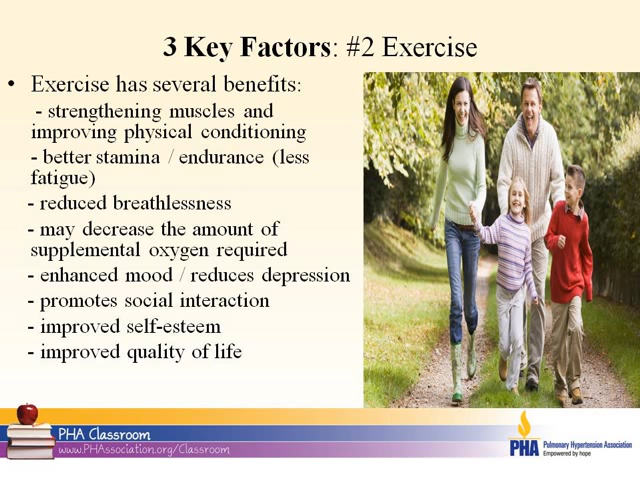 3 Key Factors: #2 Exercise
• Exercise has several benefits:
- strengthening muscles and
improving physical conditioning
- better stamina / endurance (less
fatigue)
- reduced breathlessness
- may decrease the amount of
supplemental oxygen required
- enhanced mood / reduces depression
- promotes social interaction
- improved self-esteem
- improved quality of life
PHA Classroom
www.PHAssociation.org/Classroom
PHA Pulmonary Hypertension Association
Empowered by hope